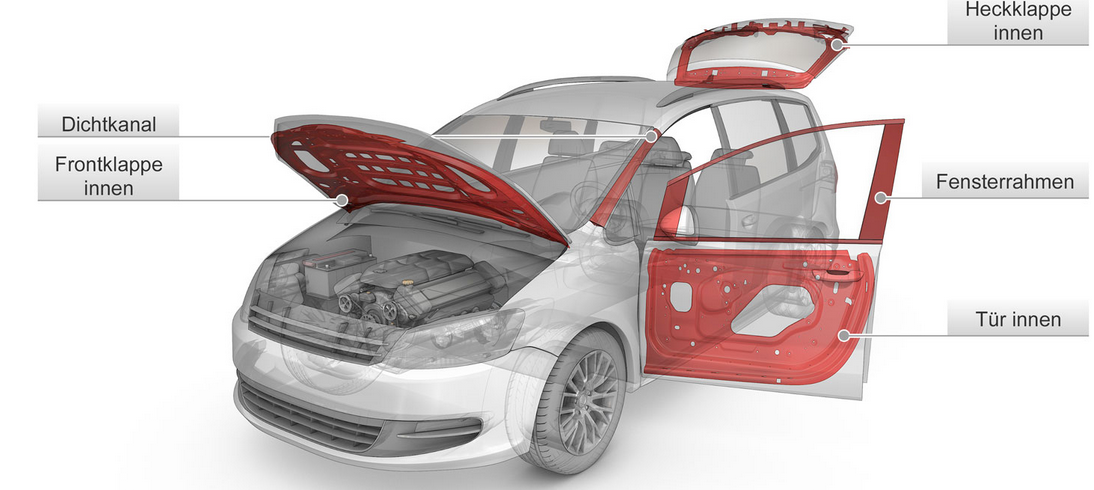 Heckklappe
innen
Dichtkanal
Frontklappe
innen
Fensterrahmen
Tür innen